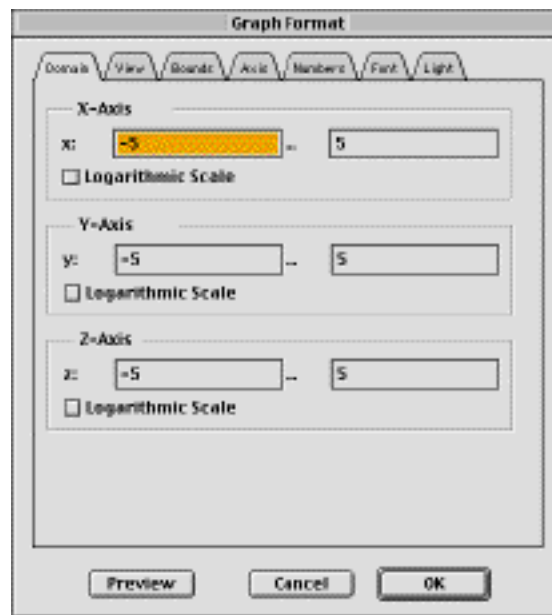 Graph Format
Domain View Bounds Axis Numbers Font Light
X-Axis
x: -5 ... 5
Logarithmic Scale
Y-Axis
y: -5 ... 5
Logarithmic Scale
Z-Axis
z: -5 ... 5
Logarithmic Scale
Preview Cancel OK